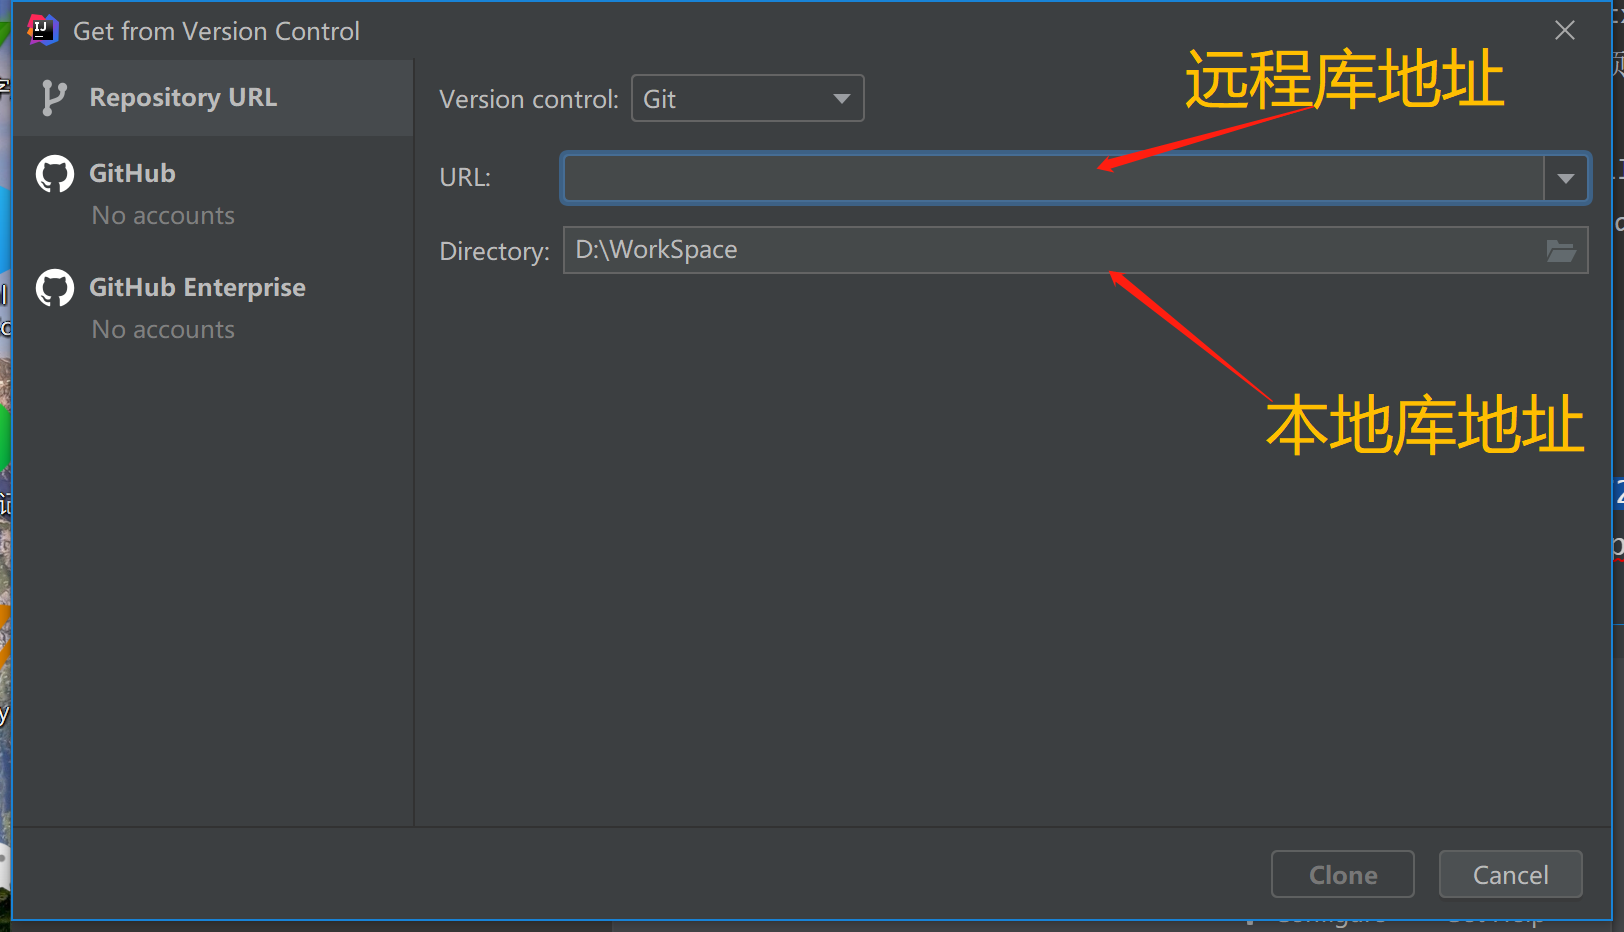 Get from Version Control
Repository URL
GitHub
No accounts
GitHub Enterprise
No accounts
Version control: Git
远程库地址
URL:
Directory: D:\WorkSpace
本地库地址
Clone
Cancel